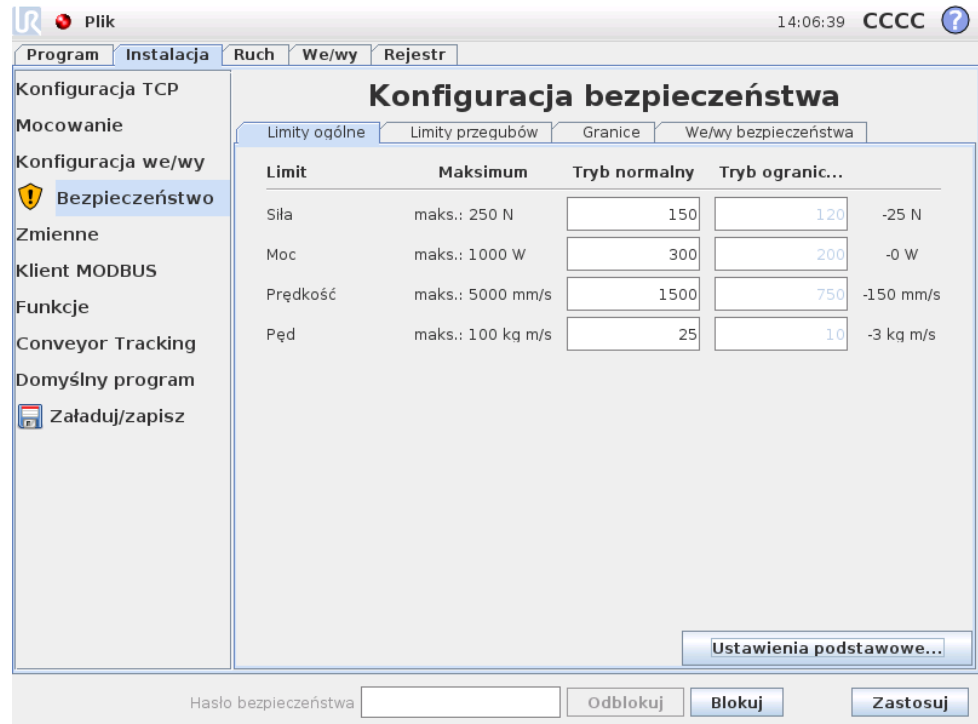 UR Plik 14:06:39 CCCC ?
Program Instalacja Ruch We/wy Rejestr
Konfiguracja TCP
Mocowanie
Konfiguracja we/wy
Bezpieczeństwo
Zmienne
Klient MODBUS
Funkcje
Conveyor Tracking
Domyślny program
Załaduj/zapisz
Konfiguracja bezpieczeństwa
Limity ogólne Limity przegubów Granice We/wy bezpieczeństwa
Limit Maksimum Tryb normalny Tryb ogranic...
Siła maks.: 250 N 150 120 -25 N
Moc maks.: 1000 W 300 200 -0 W
Prędkość maks.: 5000 mm/s 1500 750 -150 mm/s
Pęd maks.: 100 kg m/s 25 10 -3 kg m/s
Ustawienia podstawowe...
Hasło bezpieczeństwa Odblokuj Blokuj Zastosuj